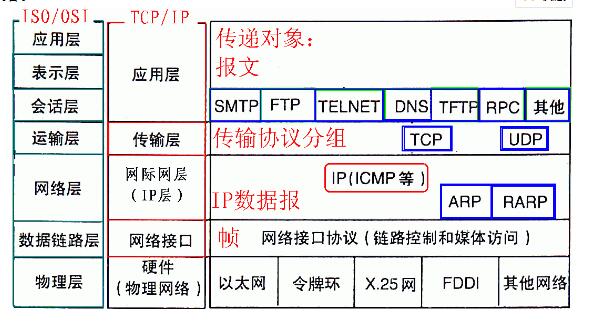 ISO/OSI TCP/IP
应用层 应用层 传递对象：
表示层 报文
会话层 SMTP FTP TELNET DNS TFTP RPC 其他
运输层 传输层 传输协议分组 TCP UDP
网络层 网际网层（IP层） IP数据报 IP(ICMP等) ARP RARP
数据链路层 网络接口 帧 网络接口协议（链路控制和媒体访问）
物理层 硬件（物理网络） 以太网 令牌环 X.25网 FDDI 其他网络